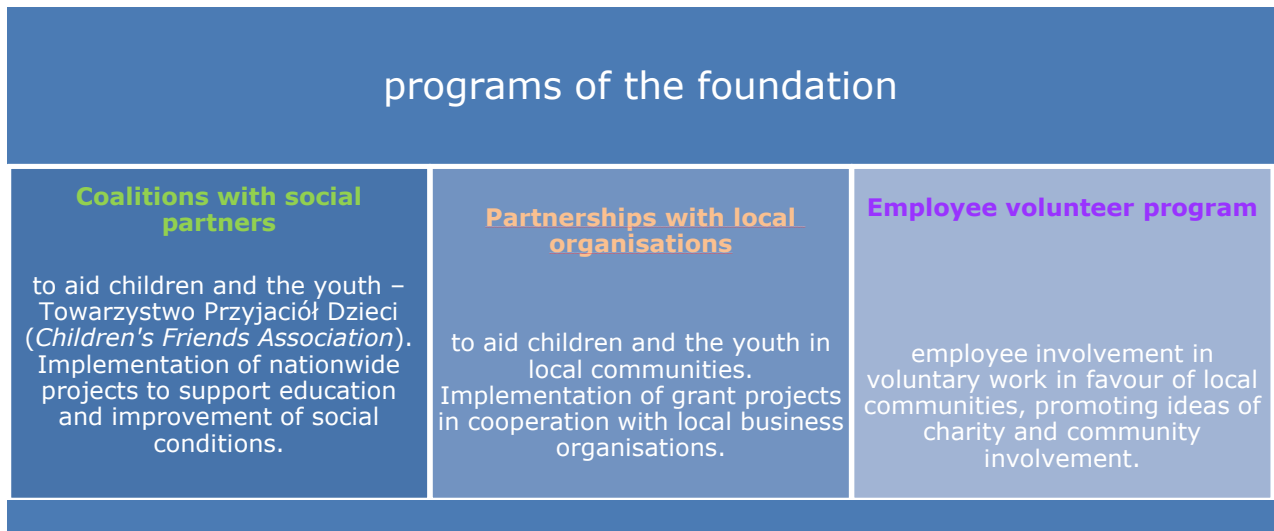 programs of the foundation
Coalitions with social
partners
to aid children and the youth –
Towarzystwo Przyjaciół Dzieci
(Children's Friends Association).
Implementation of nationwide
projects to support education
and improvement of social
conditions.
Partnerships with local
organisations
to aid children and the youth in
local communities.
Implementation of grant projects
in cooperation with local business
organisations.
Employee volunteer program
employee involvement in
voluntary work in favour of local
communities, promoting ideas of
charity and community
involvement.